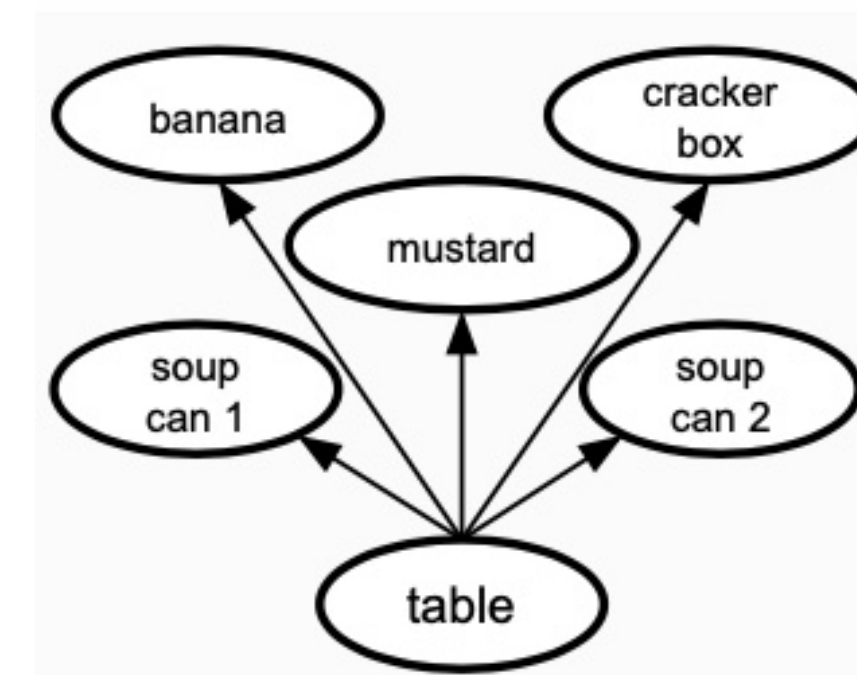 banana
cracker
box
mustard
soup
can 1
soup
can 2
table